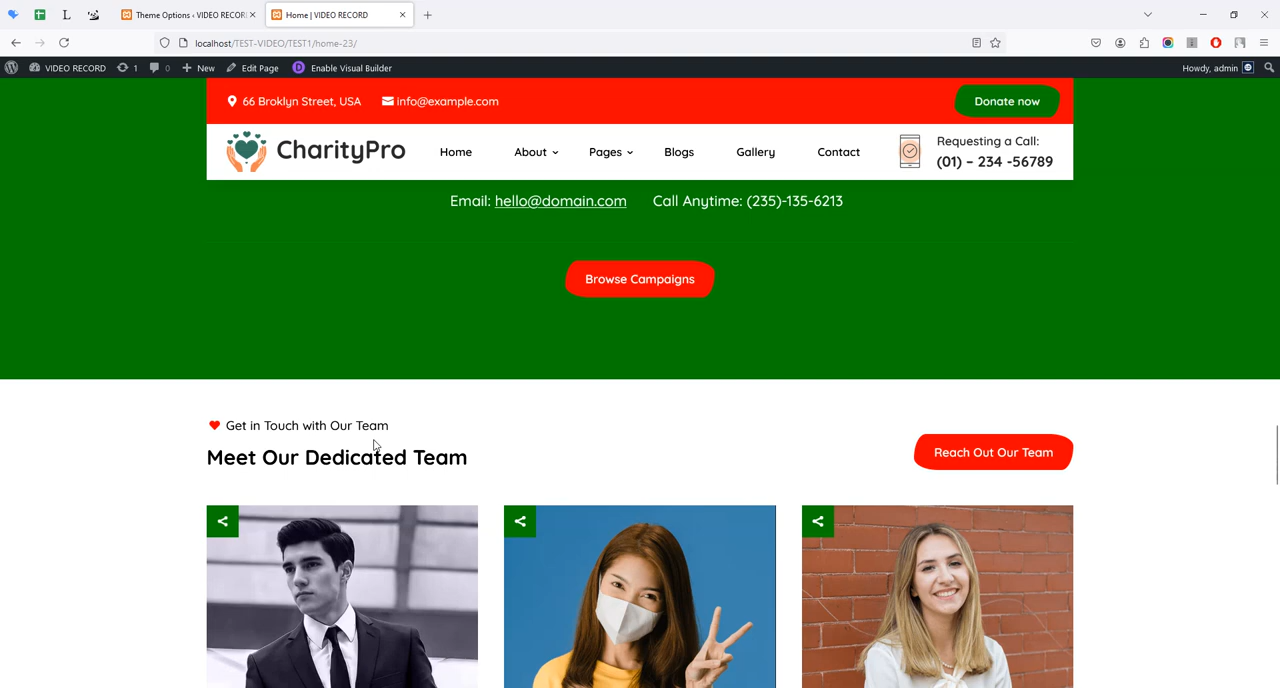 Theme Options ‹ VIDEO RECOR
Home | VIDEO RECORD
localhost/TEST-VIDEO/TEST1/home-23/
VIDEO RECORD
1
0
New
Edit Page
D
Enable Visual Builder
Howdy, admin
66 Broklyn Street, USA
info@example.com
Donate now
CharityPro
Home
About
Pages
Blogs
Gallery
Contact
Requesting a Call:
(01) – 234 -56789
Email: hello@domain.com
Call Anytime: (235)-135-6213
Browse Campaigns
Get in Touch with Our Team
Meet Our Dedicated Team
Reach Out Our Team